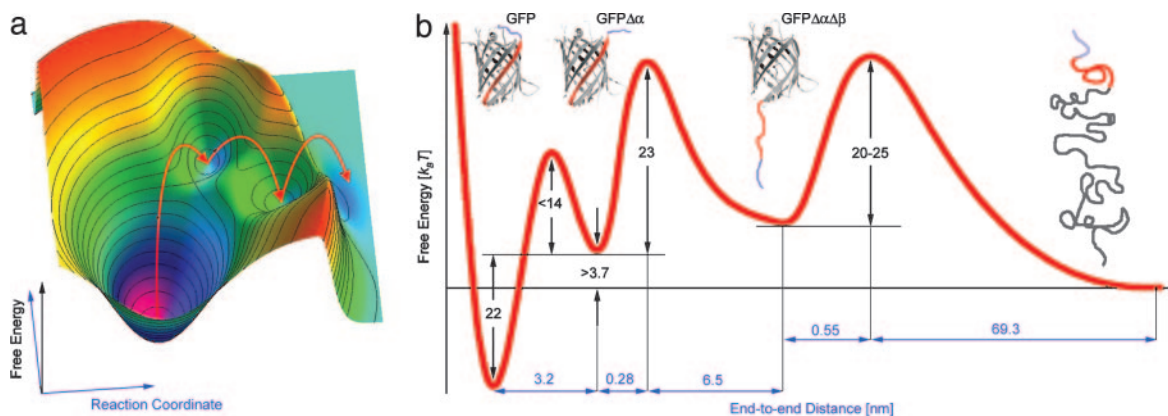 a
Free Energy
Reaction Coordinate
b
Free Energy [k_BT]
GFP
GFPΔα
GFPΔαΔβ
<14
23
20-25
>3.7
22
0.55
69.3
3.2
0.28
6.5
End-to-end Distance [nm]